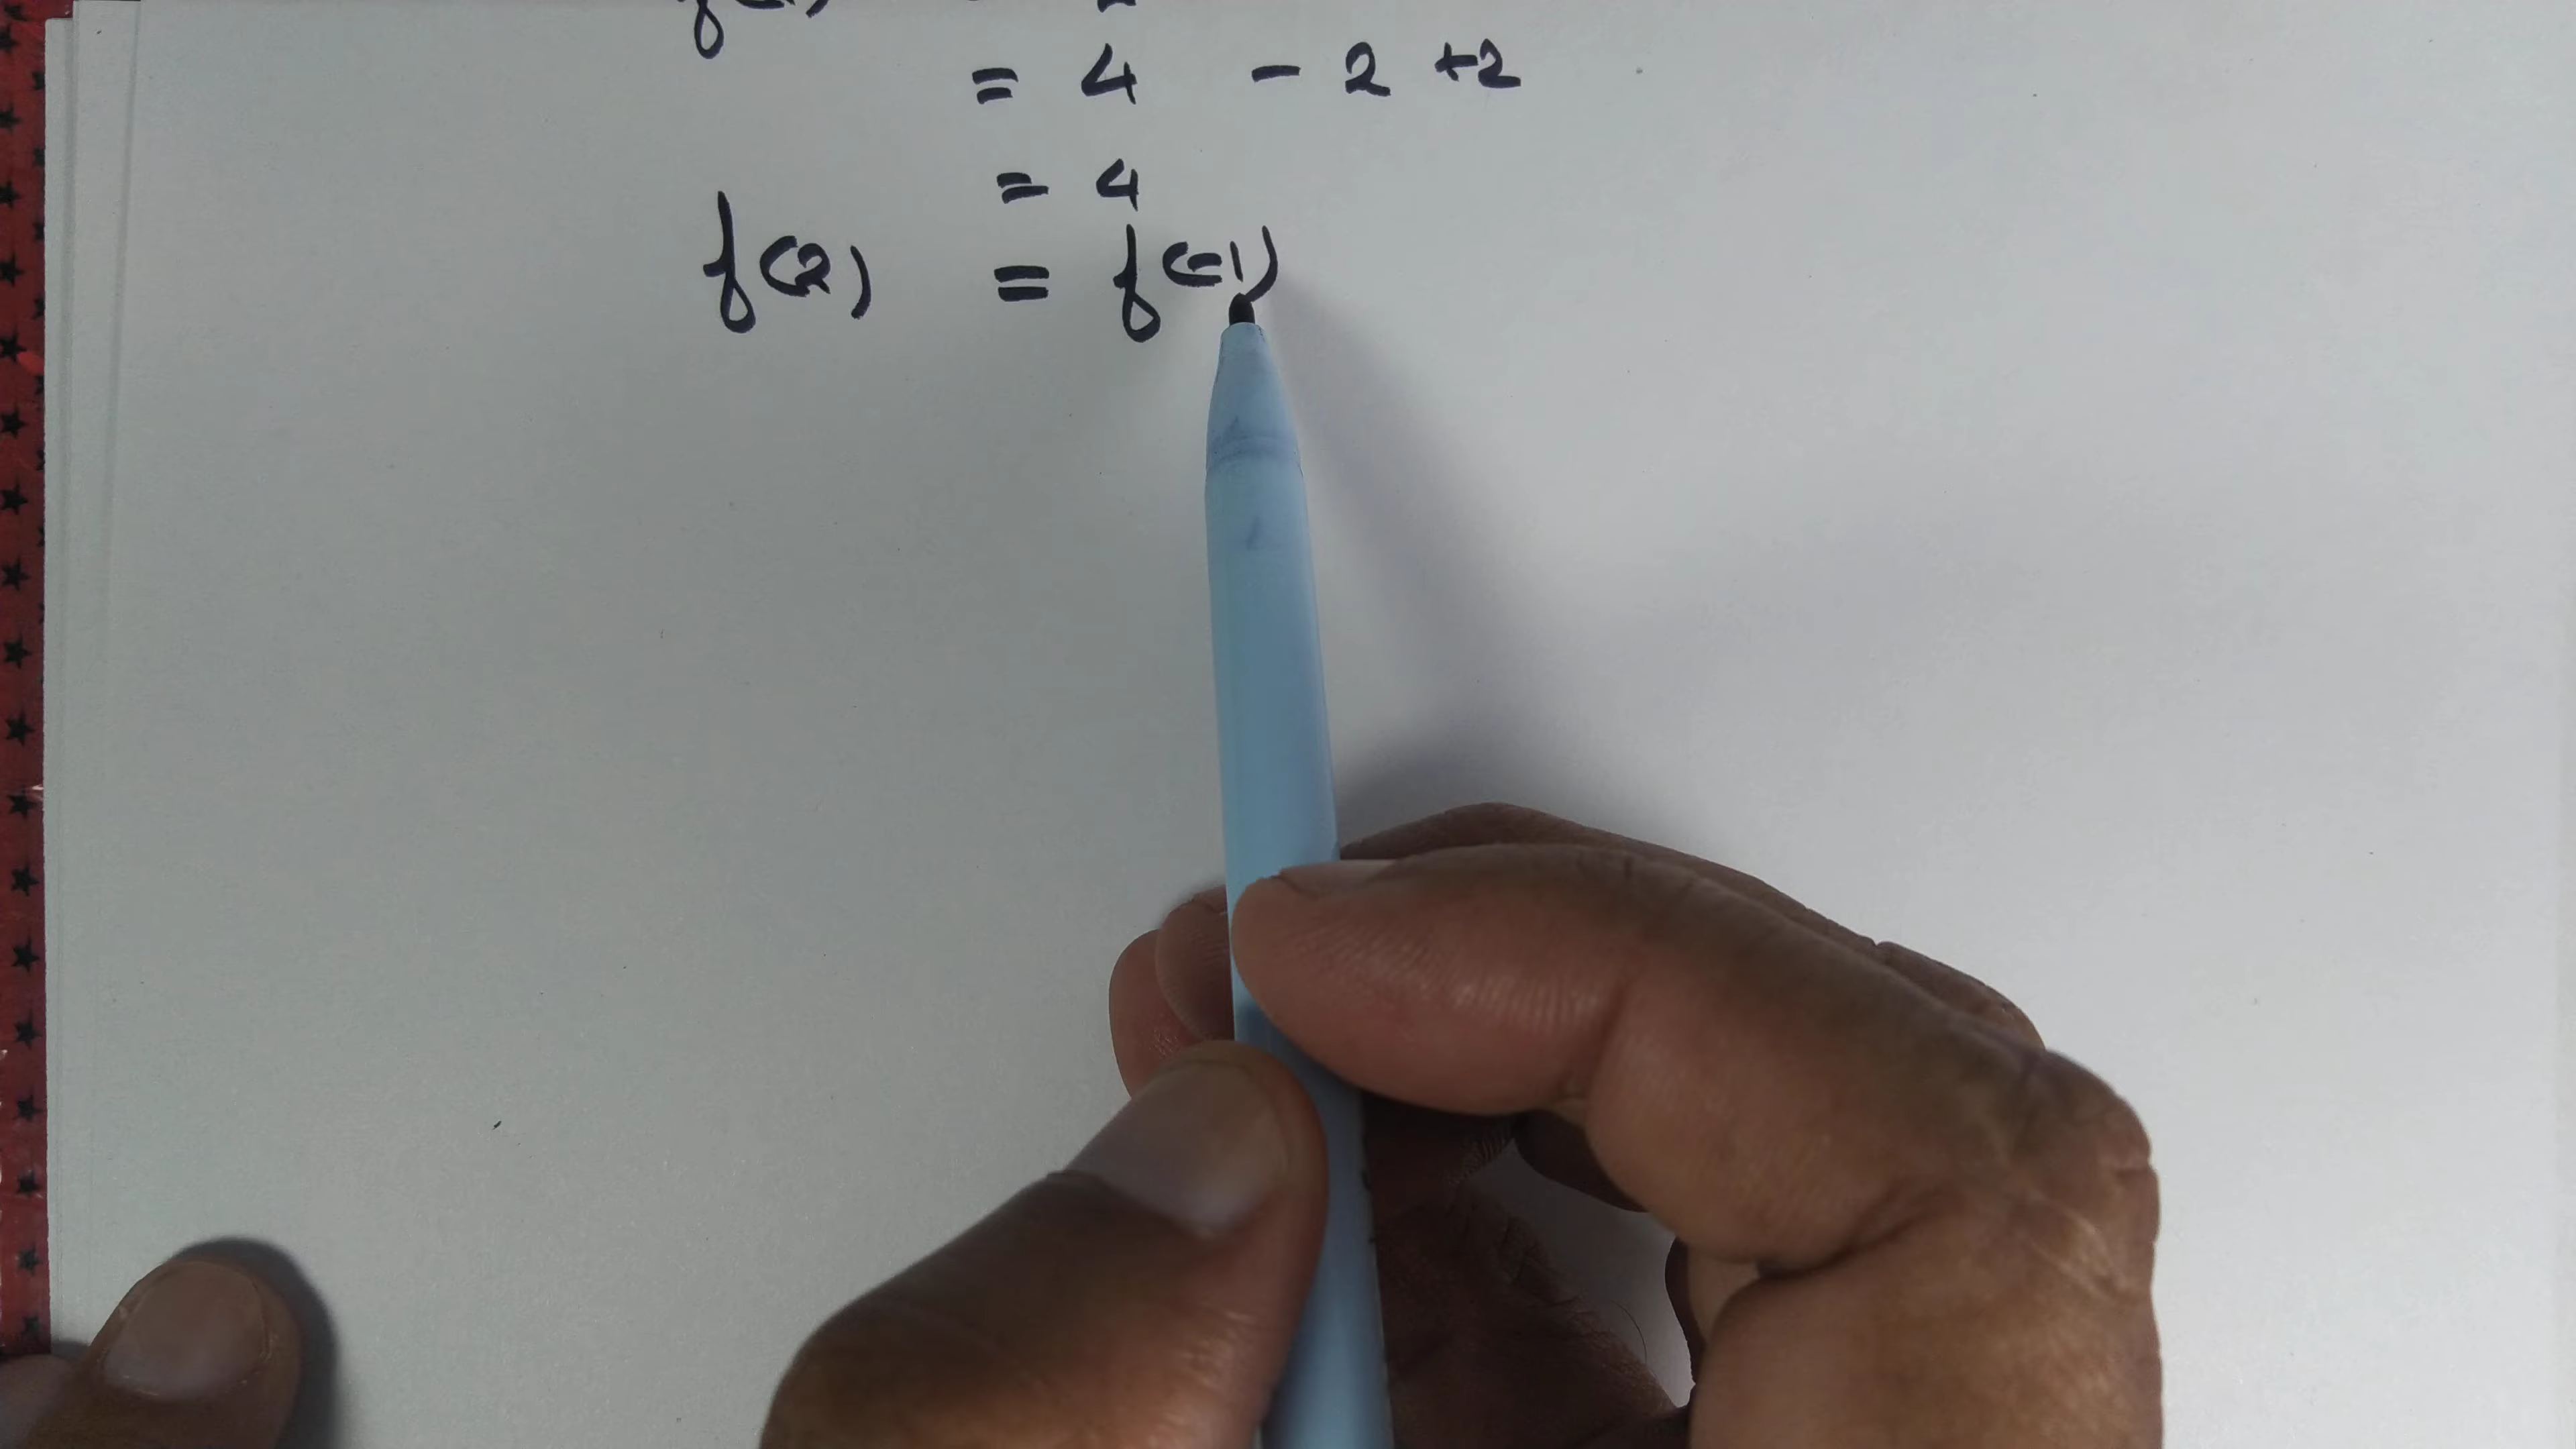 = 4 - 2 +2
= 4
f(2) = f(-1)